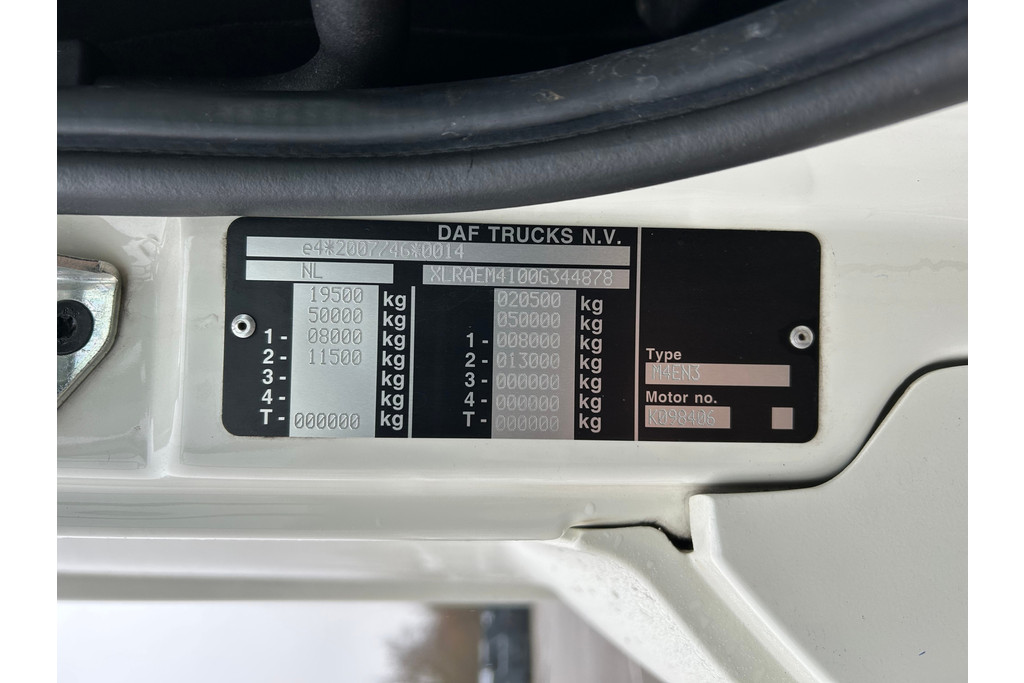 DAF TRUCKS N.V.
e4*2007/46*0014
NL XLRAEM4100G344878
19500 kg 020500 kg
50000 kg 050000 kg
1- 08000 kg 1- 008000 kg
2- 11500 kg 2- 013000 kg
3- kg 3- 000000 kg
4- kg 4- 000000 kg
T- 000000 kg T- 000000 kg
Type
M4EN3
Motor no.
K098406